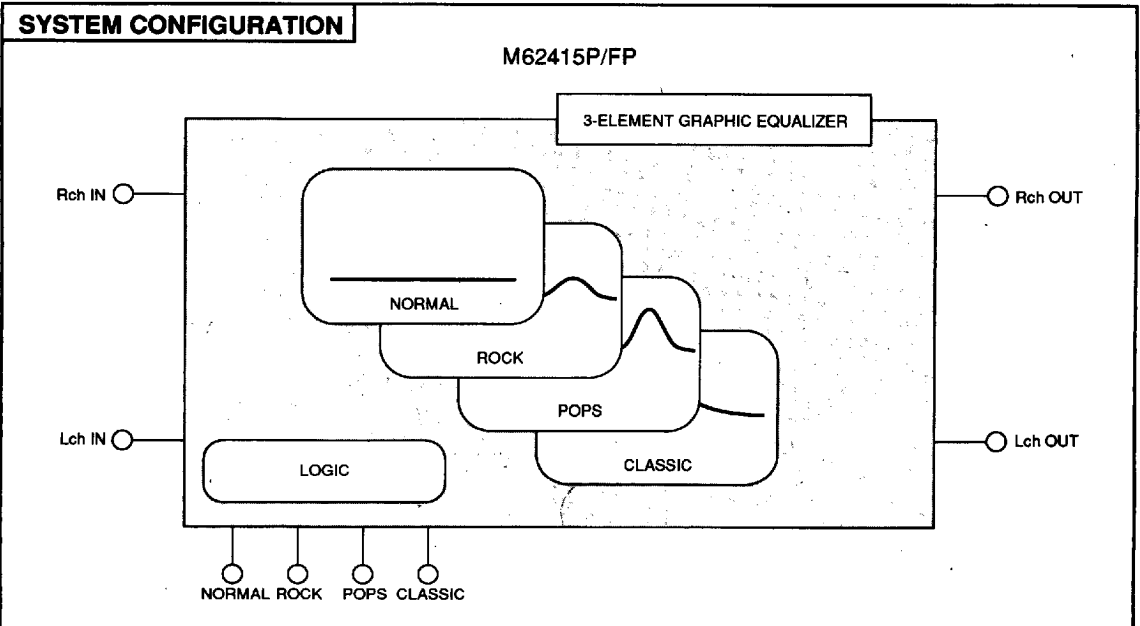 SYSTEM CONFIGURATION
M62415P/FP
3-ELEMENT GRAPHIC EQUALIZER
Rch IN
Rch OUT
NORMAL
ROCK
POPS
CLASSIC
Lch IN
Lch OUT
LOGIC
NORMAL ROCK POPS CLASSIC